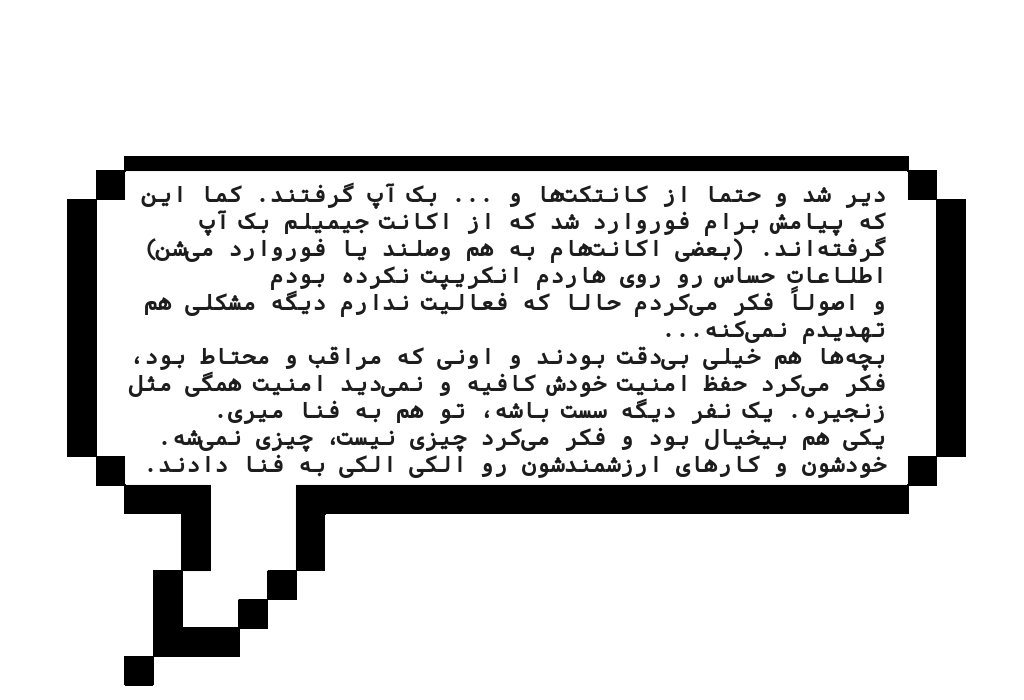 دیر شد و حتما از کانتکت‌ها و ... بک آپ گرفتند. کما این
که پیامش برام فوروارد شد که از اکانت جیمیلم بک آپ
گرفته‌اند. (بعضی اکانت‌هام به هم وصلند یا فوروارد می‌شن)
اطلاعات حساس رو روی هاردم انکریپت نکرده بودم
و اصولاً فکر می‌کردم حالا که فعالیت ندارم دیگه مشکلی هم
تهدیدم نمی‌کنه...
بچه‌ها هم خیلی بی‌دقت بودند و اونی که مراقب و محتاط بود،
فکر می‌کرد حفظ امنیت خودش کافیه و نمی‌دید امنیت همگی مثل
زنجیره. یک نفر دیگه سست باشه، تو هم به فنا میری.
یکی هم بیخیال بود و فکر می‌کرد چیزی نیست، چیزی نمی‌شه.
خودشون و کارهای ارزشمندشون رو الکی الکی به فنا دادند.